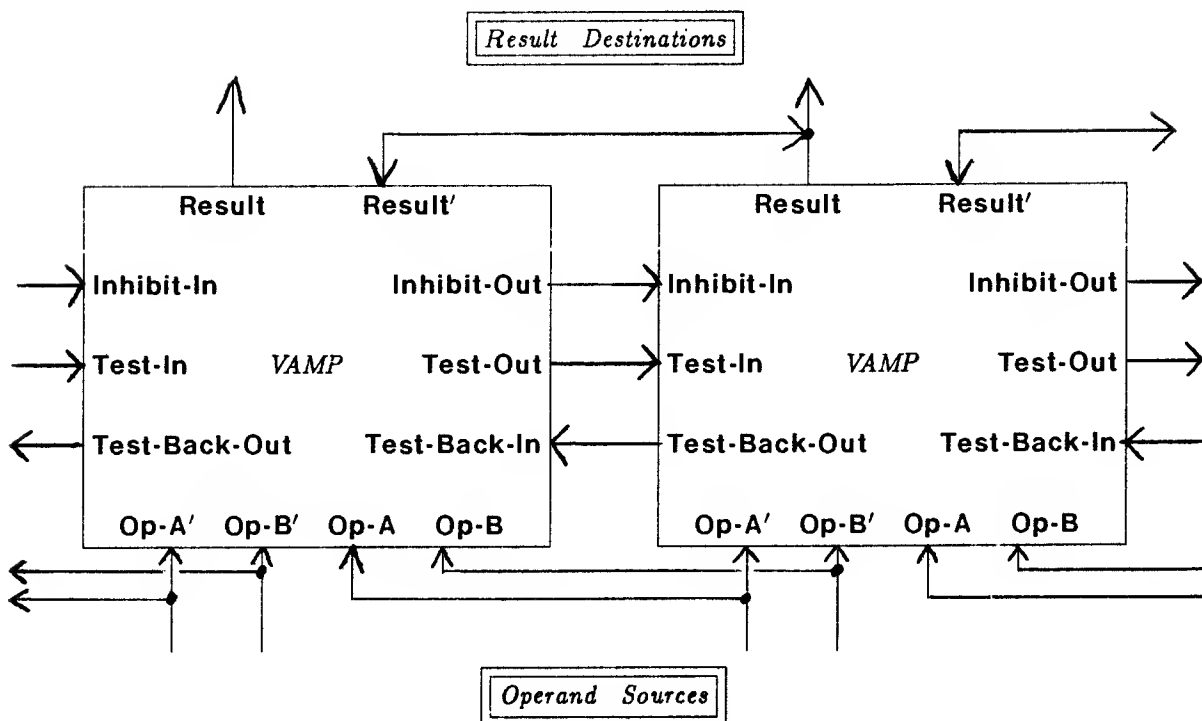 Result Destinations
Result Result′ Result Result′
Inhibit-In Inhibit-Out Inhibit-In Inhibit-Out
Test-In VAMP Test-Out Test-In VAMP Test-Out
Test-Back-Out Test-Back-In Test-Back-Out Test-Back-In
Op-A′ Op-B′ Op-A Op-B Op-A′ Op-B′ Op-A Op-B
Operand Sources